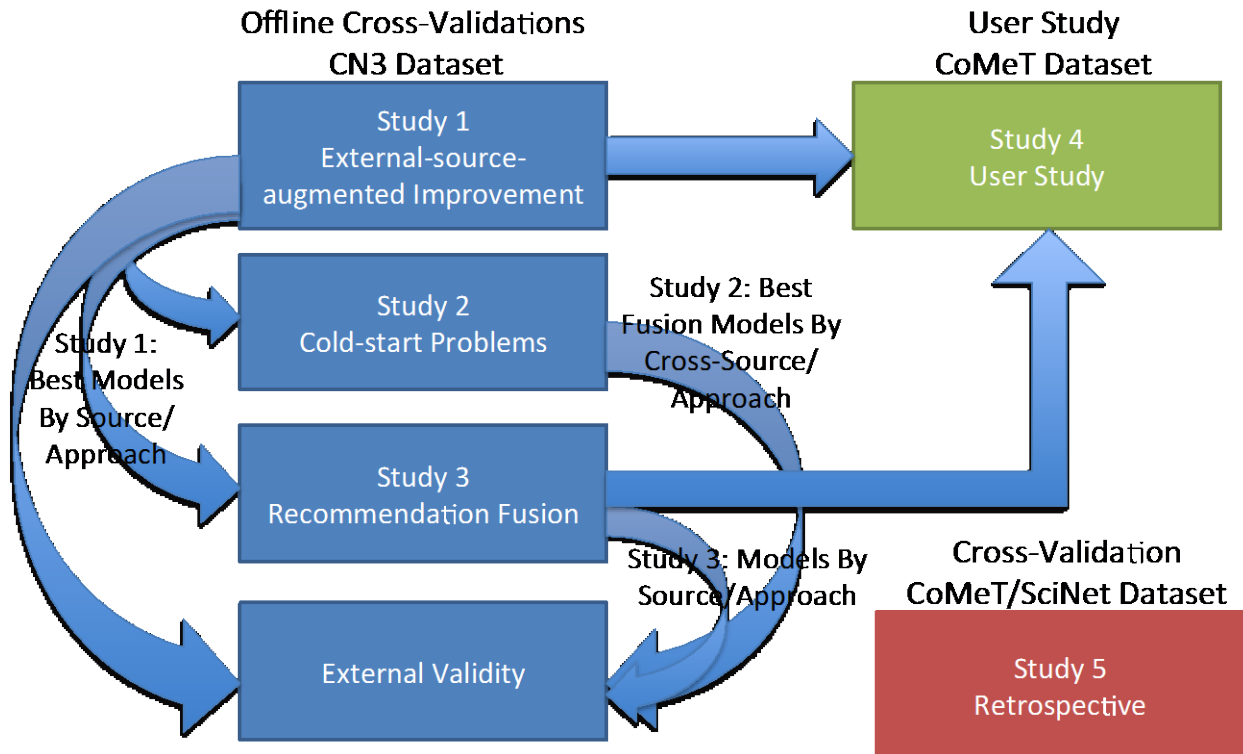 Offline Cross-Validations
CN3 Dataset
User Study
CoMeT Dataset
Study 1
External-source-
augmented Improvement
Study 4
User Study
Study 2
Cold-start Problems
Study 2: Best
Fusion Models By
Cross-Source/
Approach
Study 1:
Best Models
By Source/
Approach
Study 3
Recommendation Fusion
Study 3: Models By
Source/Approach
Cross-Validation
CoMeT/SciNet Dataset
External Validity
Study 5
Retrospective